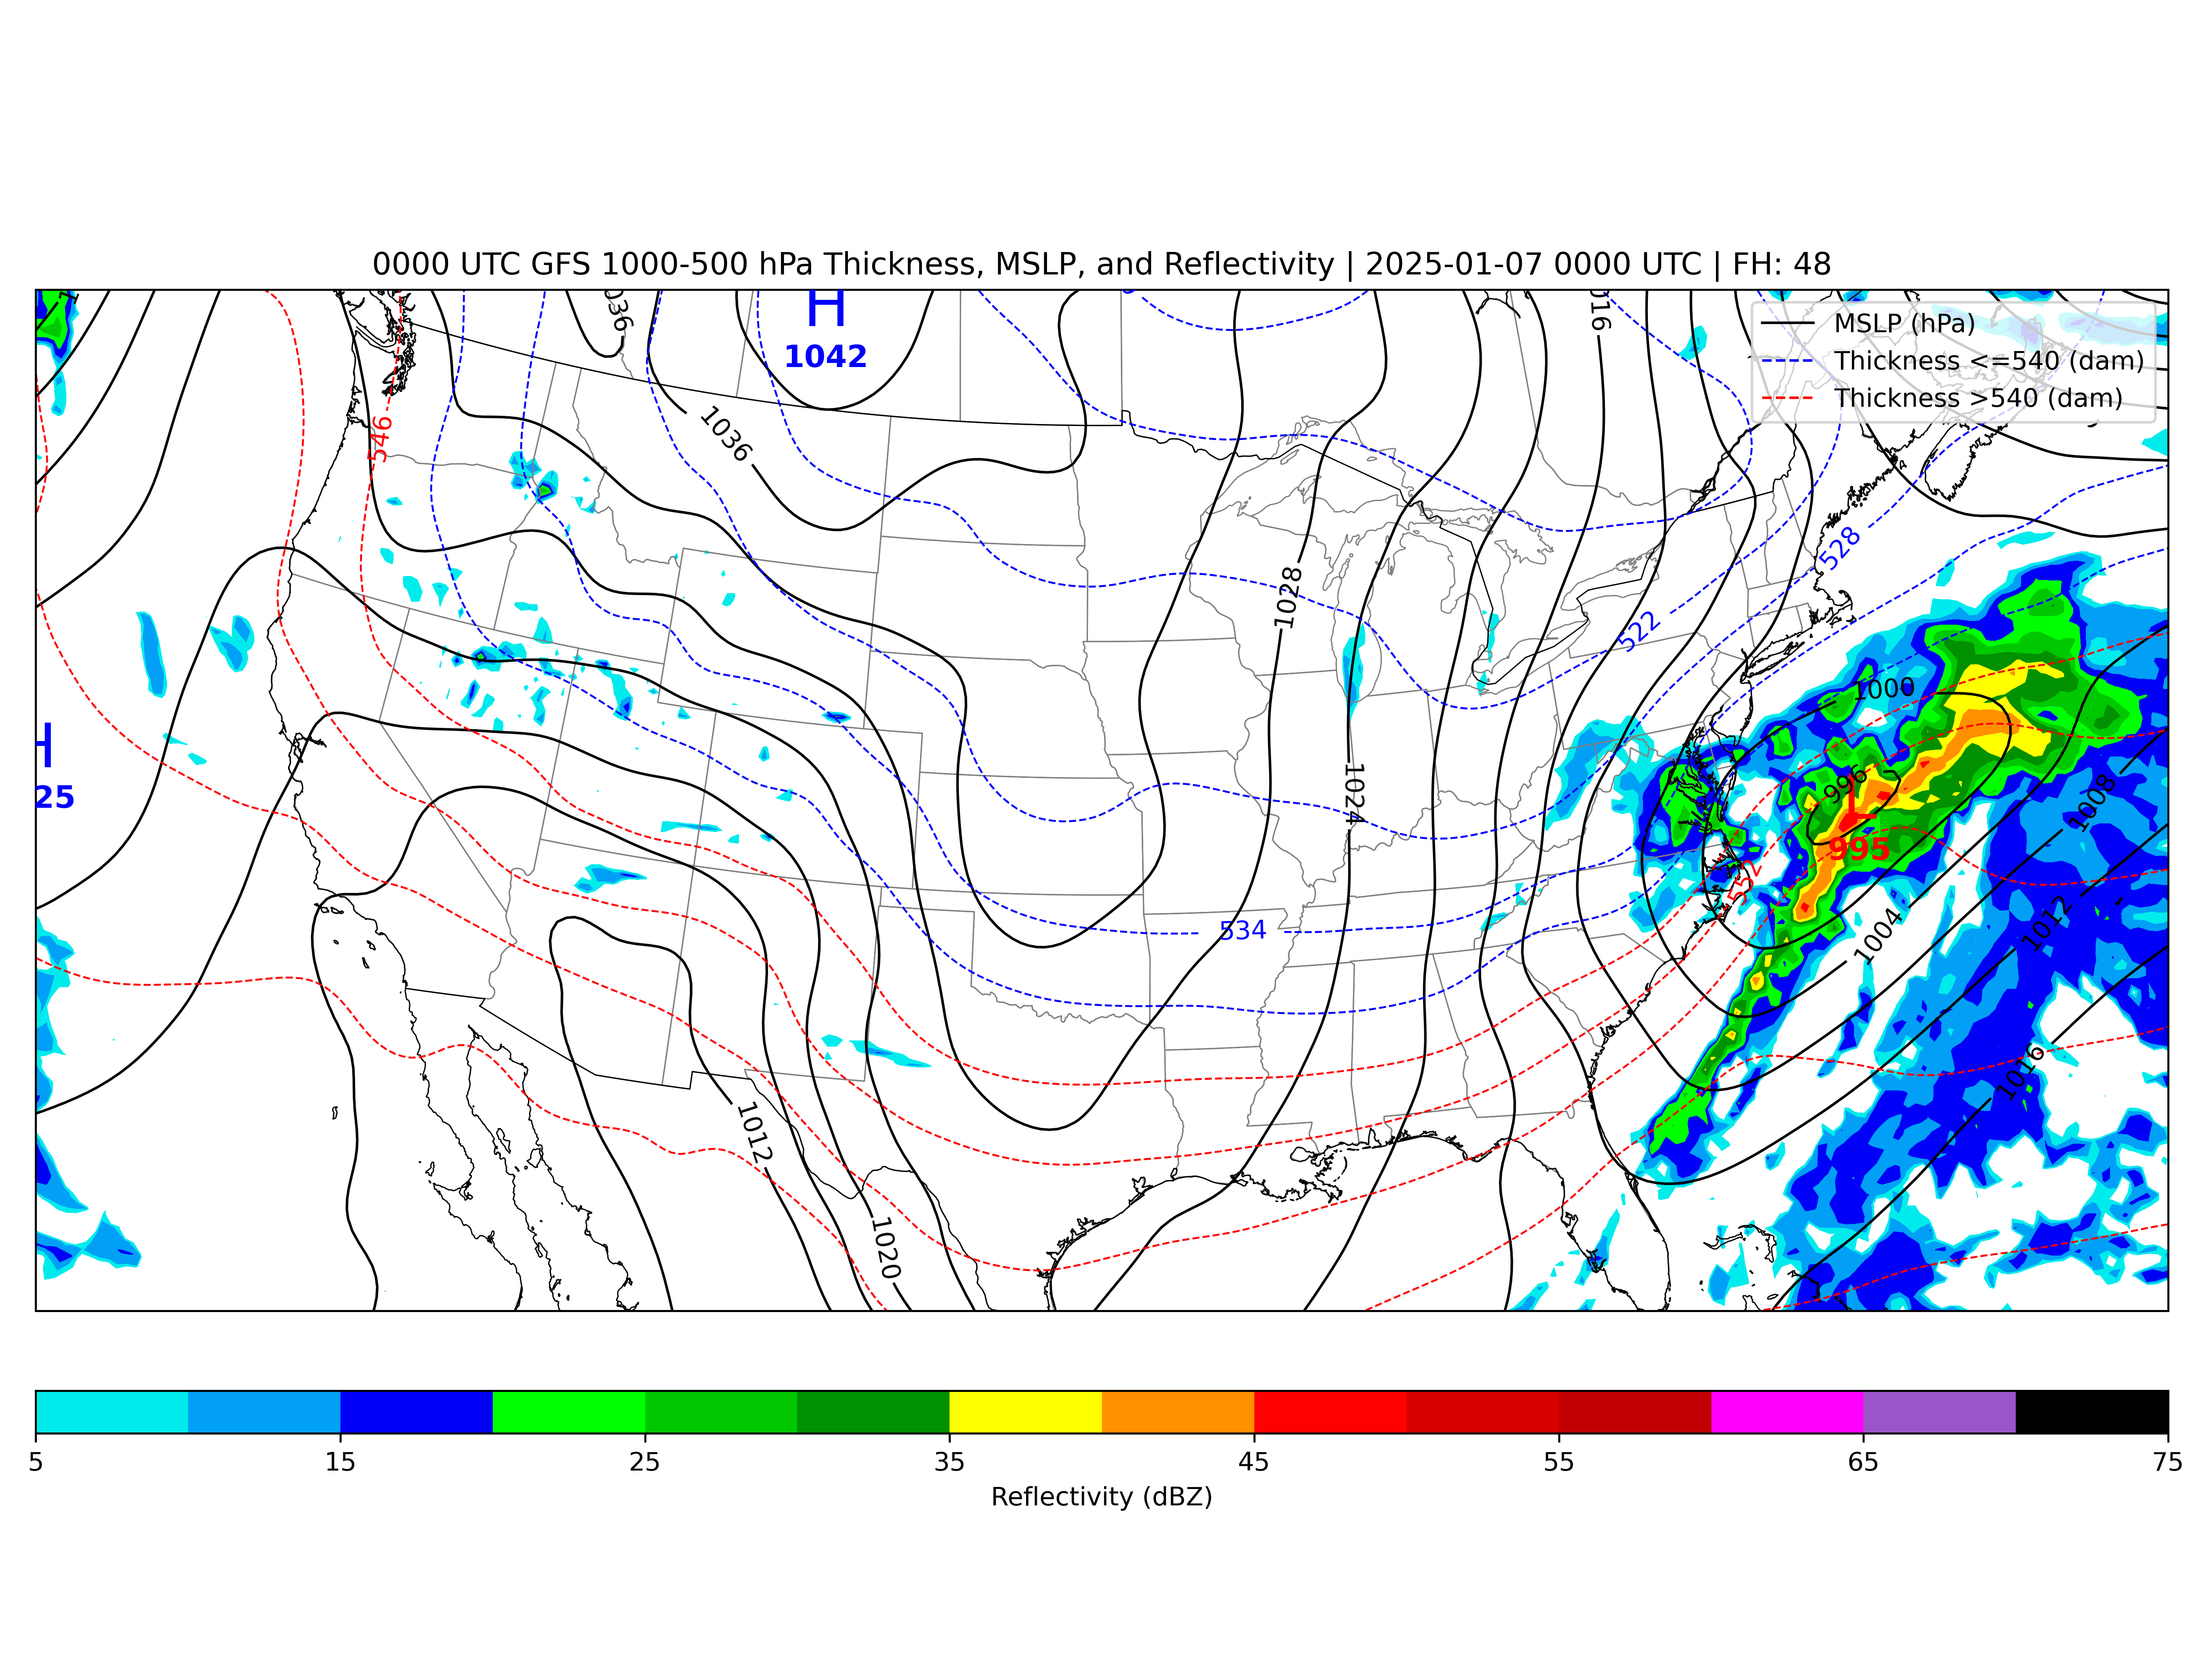 0000 UTC GFS 1000-500 hPa Thickness, MSLP, and Reflectivity | 2025-01-07 0000 UTC | FH: 48
H
1042
MSLP (hPa)
Thickness <=540 (dam)
Thickness >540 (dam)
036
016
1036
546
528
1028
522
1000
H
25
1024
996
L
995
1008
552
534
1004
1012
1016
1012
1020
5 15 25 35 45 55 65 75
Reflectivity (dBZ)